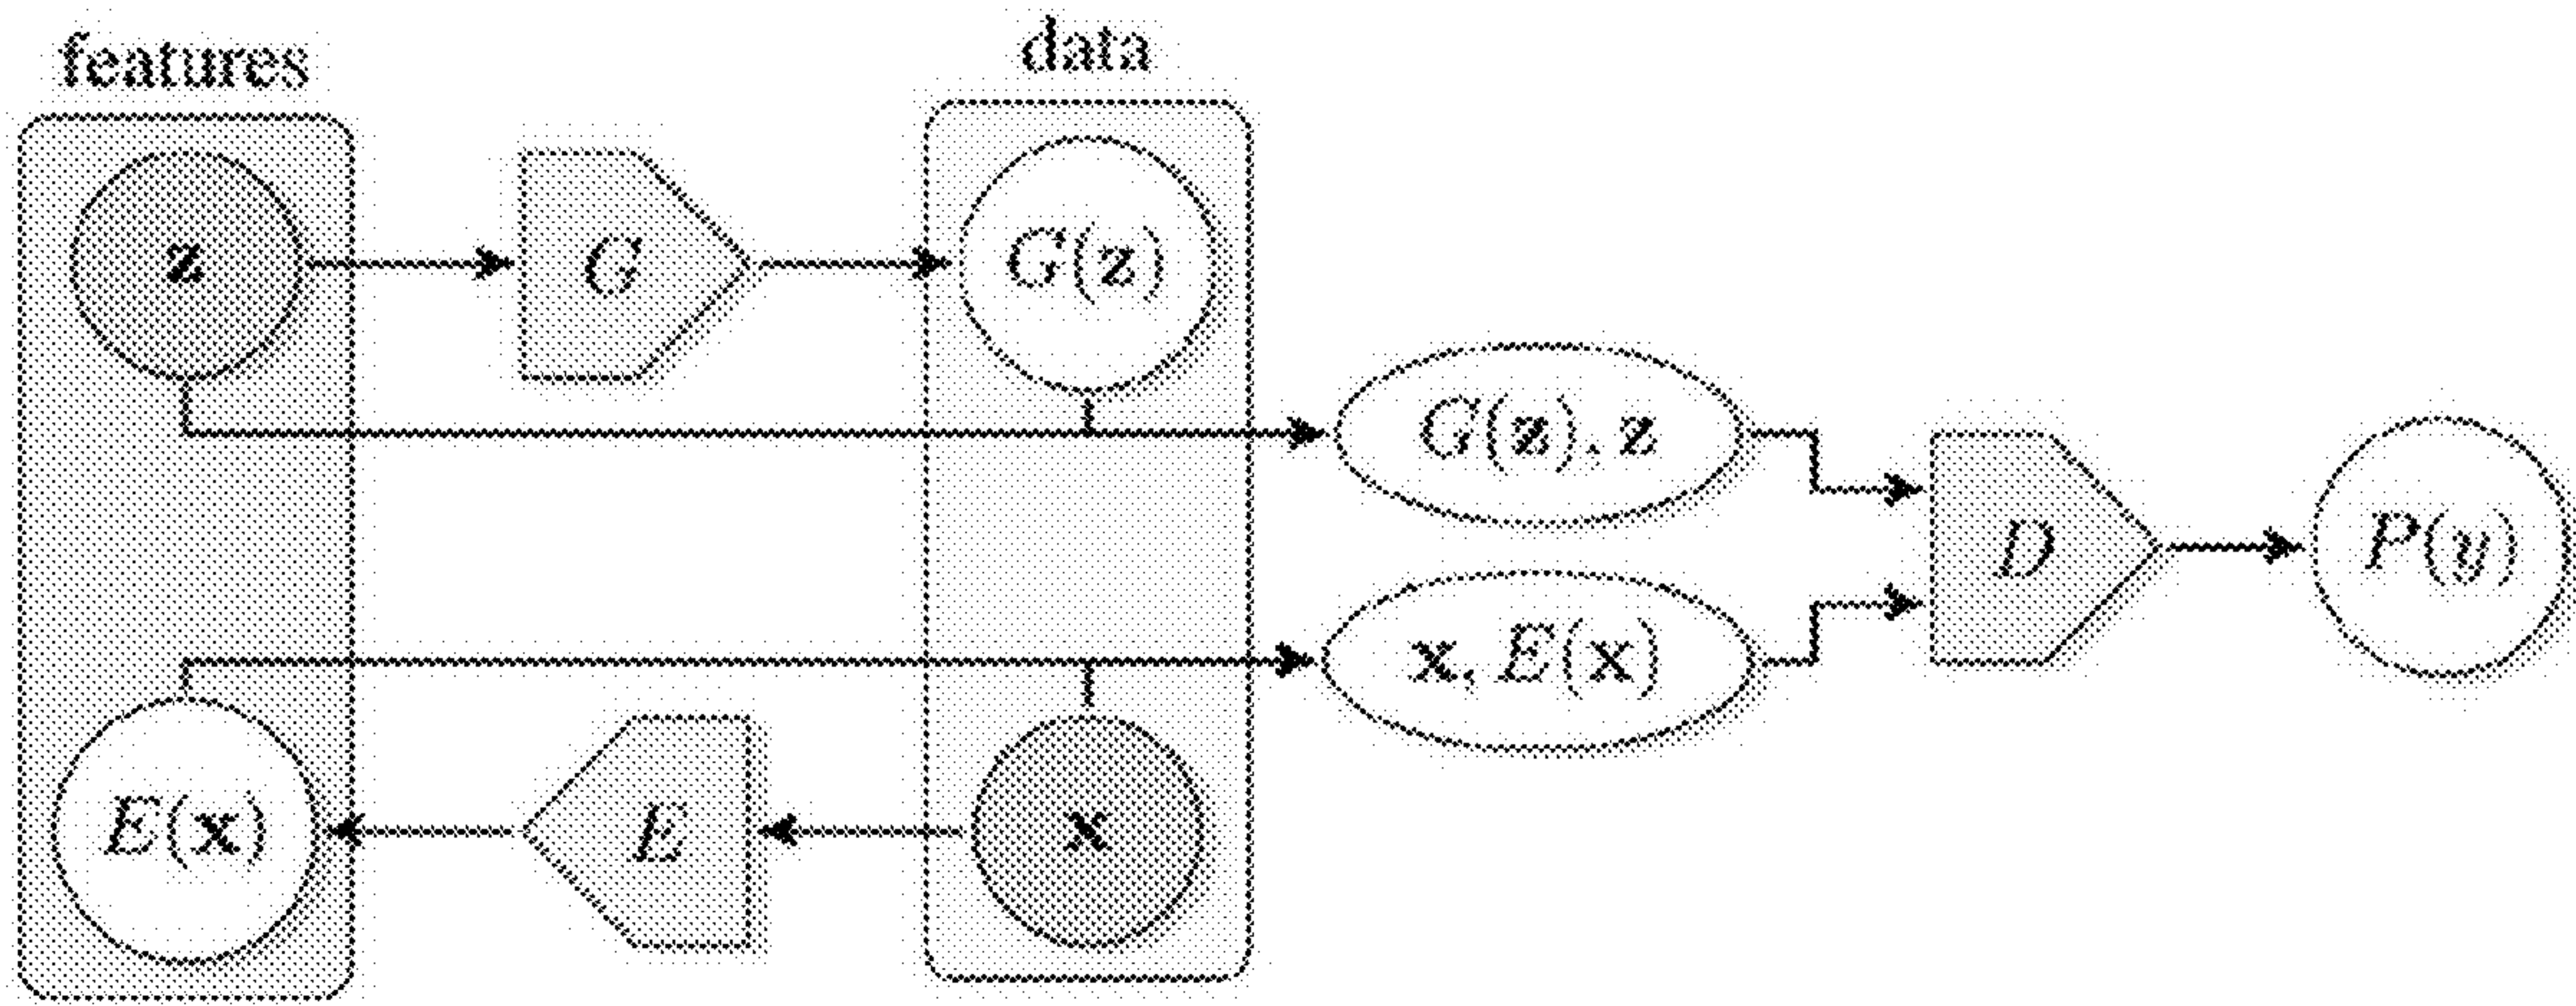 features
data
z
G
G(z)
G(z), z
D
P(y)
x, E(x)
E(x)
E
x